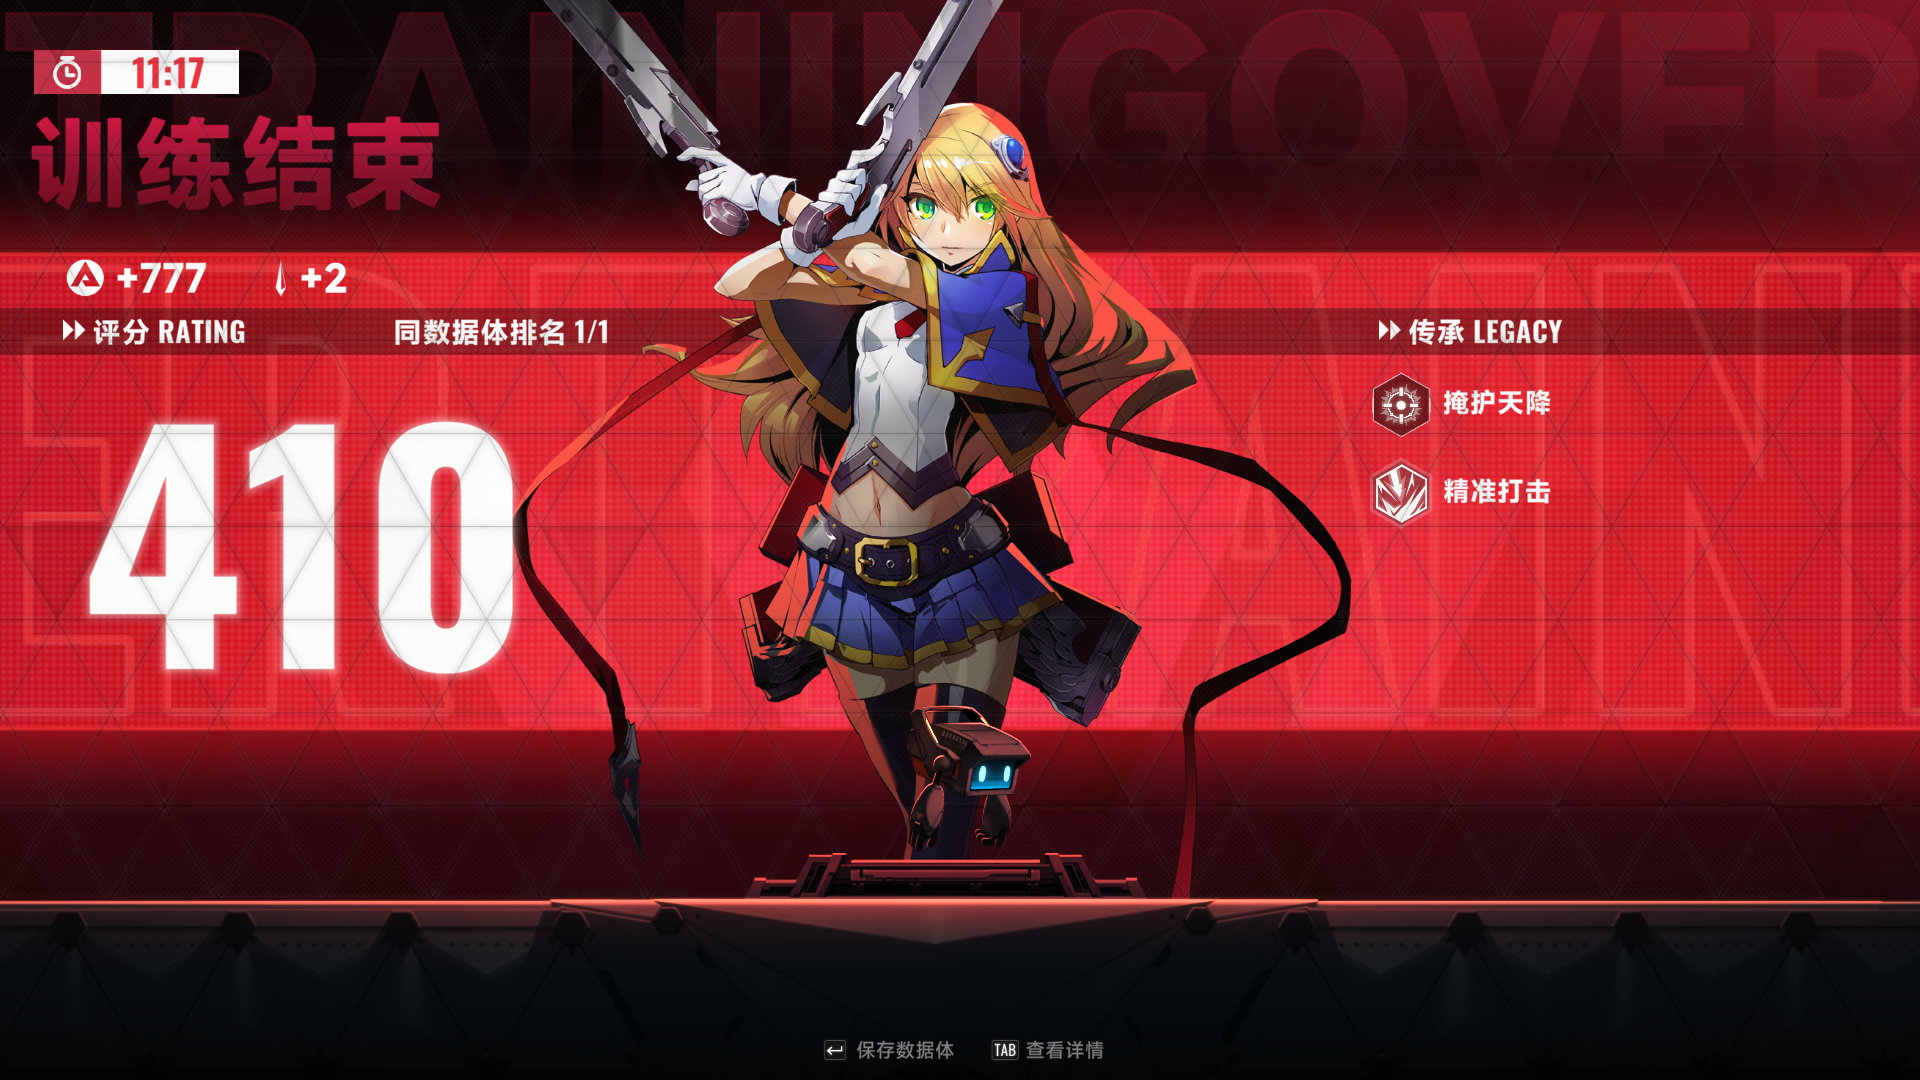 TRAININGOVER
11:17
训练结束
+777 +2
评分 RATING
同数据体排名 1/1
传承 LEGACY
掩护天降
410
精准打击
保存数据体
TAB 查看详情